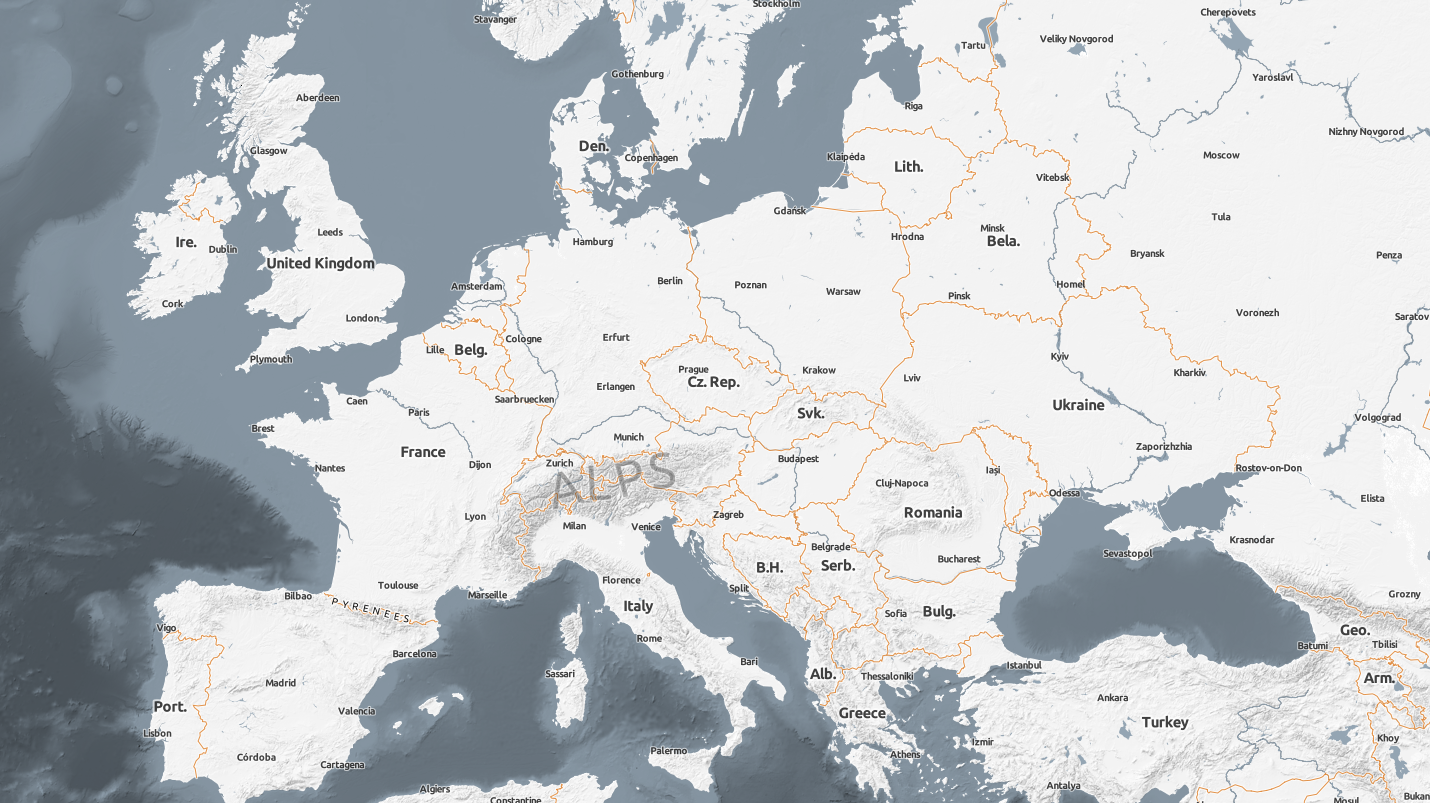 Stockholm
Cherepovets
Stavanger
Veliky Novgorod
Tartu
Gothenburg
Yaroslavl
Aberdeen
Riga
Nizhny Novgorod
Den.
Glasgow
Copenhagen
Klaipėda
Moscow
Lith.
Vitebsk
Gdańsk
Tula
Minsk
Leeds
Hrodna
Bela.
Ire.
Hamburg
Dublin
Bryansk
Penza
United Kingdom
Berlin
Poznan
Amsterdam
Homel
Warsaw
Pinsk
Cork
London
Voronezh
Saratov
Erfurt
Cologne
Lille
Belg.
Kyiv
Plymouth
Prague
Krakow
Kharkiv
Lviv
Cz. Rep.
Erlangen
Saarbruecken
Caen
Ukraine
Paris
Svk.
Volgograd
Brest
Munich
Zaporizhzhia
France
Budapest
Zurich
Dijon
Nantes
Rostov-on-Don
Iași
ALPS
Cluj-Napoca
Odessa
Elista
Lyon
Zagreb
Romania
Milan
Venice
Krasnodar
Belgrade
Sevastopol
Bucharest
Serb.
B.H.
Florence
Toulouse
Split
Bilbao
Marseille
Grozny
PYRENEES
Italy
Sofia
Bulg.
Vigo
Geo.
Rome
Batumi
Tbilisi
Barcelona
Bari
Istanbul
Sassari
Alb.
Thessaloniki
Arm.
Madrid
Ankara
Port.
Valencia
Greece
Turkey
Lisbon
Khoy
Izmir
Palermo
Athens
Córdoba
Cartagena
Antalya
Algiers
Bukan
Constantine
Mosul